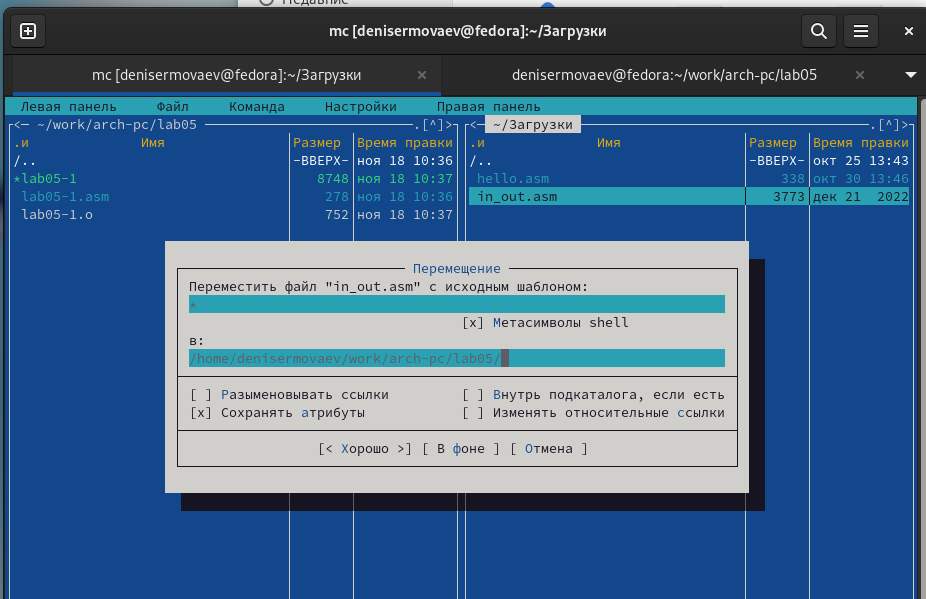 Недавние
mc [denisermovaev@fedora]:~/Загрузки
mc [denisermovaev@fedora]:~/Загрузки
denisermovaev@fedora:~/work/arch-pc/lab05
Левая панель Файл Команда Настройки Правая панель
<— ~/work/arch-pc/lab05 .[^]> <— ~/Загрузки .[^]>
.и Имя Размер Время правки .и Имя Размер Время правки
/.. -ВВЕРХ- ноя 18 10:36 /.. -ВВЕРХ- окт 25 13:43
*lab05-1 8748 ноя 18 10:37 hello.asm 338 окт 30 13:46
lab05-1.asm 278 ноя 18 10:36 in_out.asm 3773 дек 21 2022
lab05-1.o 752 ноя 18 10:37
Перемещение
Переместить файл "in_out.asm" с исходным шаблоном:
*
[x] Метасимволы shell
в:
/home/denisermovaev/work/arch-pc/lab05/
[ ] Разыменовывать ссылки [ ] Внутрь подкаталога, если есть
[x] Сохранять атрибуты [ ] Изменять относительные ссылки
[< Хорошо >] [ В фоне ] [ Отмена ]